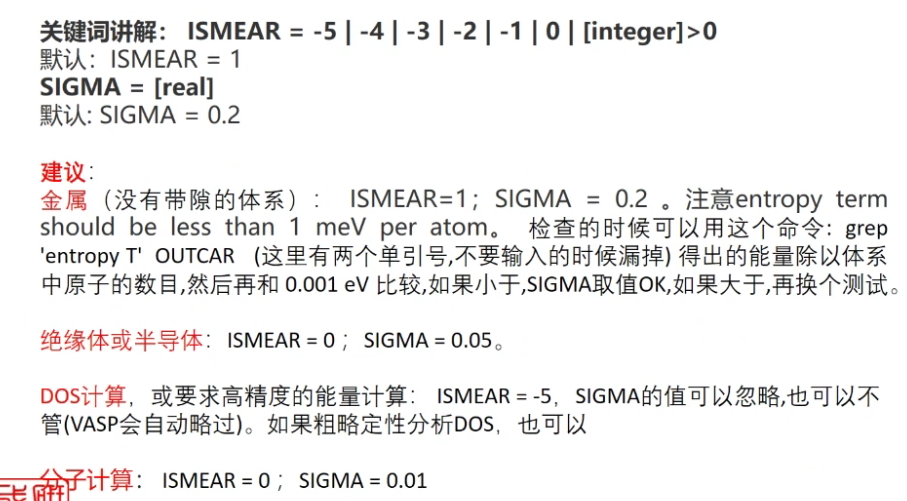 关键词讲解： ISMEAR = -5 | -4 | -3 | -2 | -1 | 0 | [integer]>0
默认：ISMEAR = 1
SIGMA = [real]
默认: SIGMA = 0.2
建议：
金属（没有带隙的体系）： ISMEAR=1；SIGMA = 0.2 。注意entropy term
should be less than 1 meV per atom。 检查的时候可以用这个命令: grep
'entropy T' OUTCAR (这里有两个单引号,不要输入的时候漏掉) 得出的能量除以体系
中原子的数目,然后再和 0.001 eV 比较,如果小于,SIGMA取值OK,如果大于,再换个测试。
绝缘体或半导体：ISMEAR = 0 ；SIGMA = 0.05。
DOS计算，或要求高精度的能量计算： ISMEAR = -5，SIGMA的值可以忽略,也可以不
管(VASP会自动略过)。如果粗略定性分析DOS，也可以
分子计算： ISMEAR = 0 ；SIGMA = 0.01